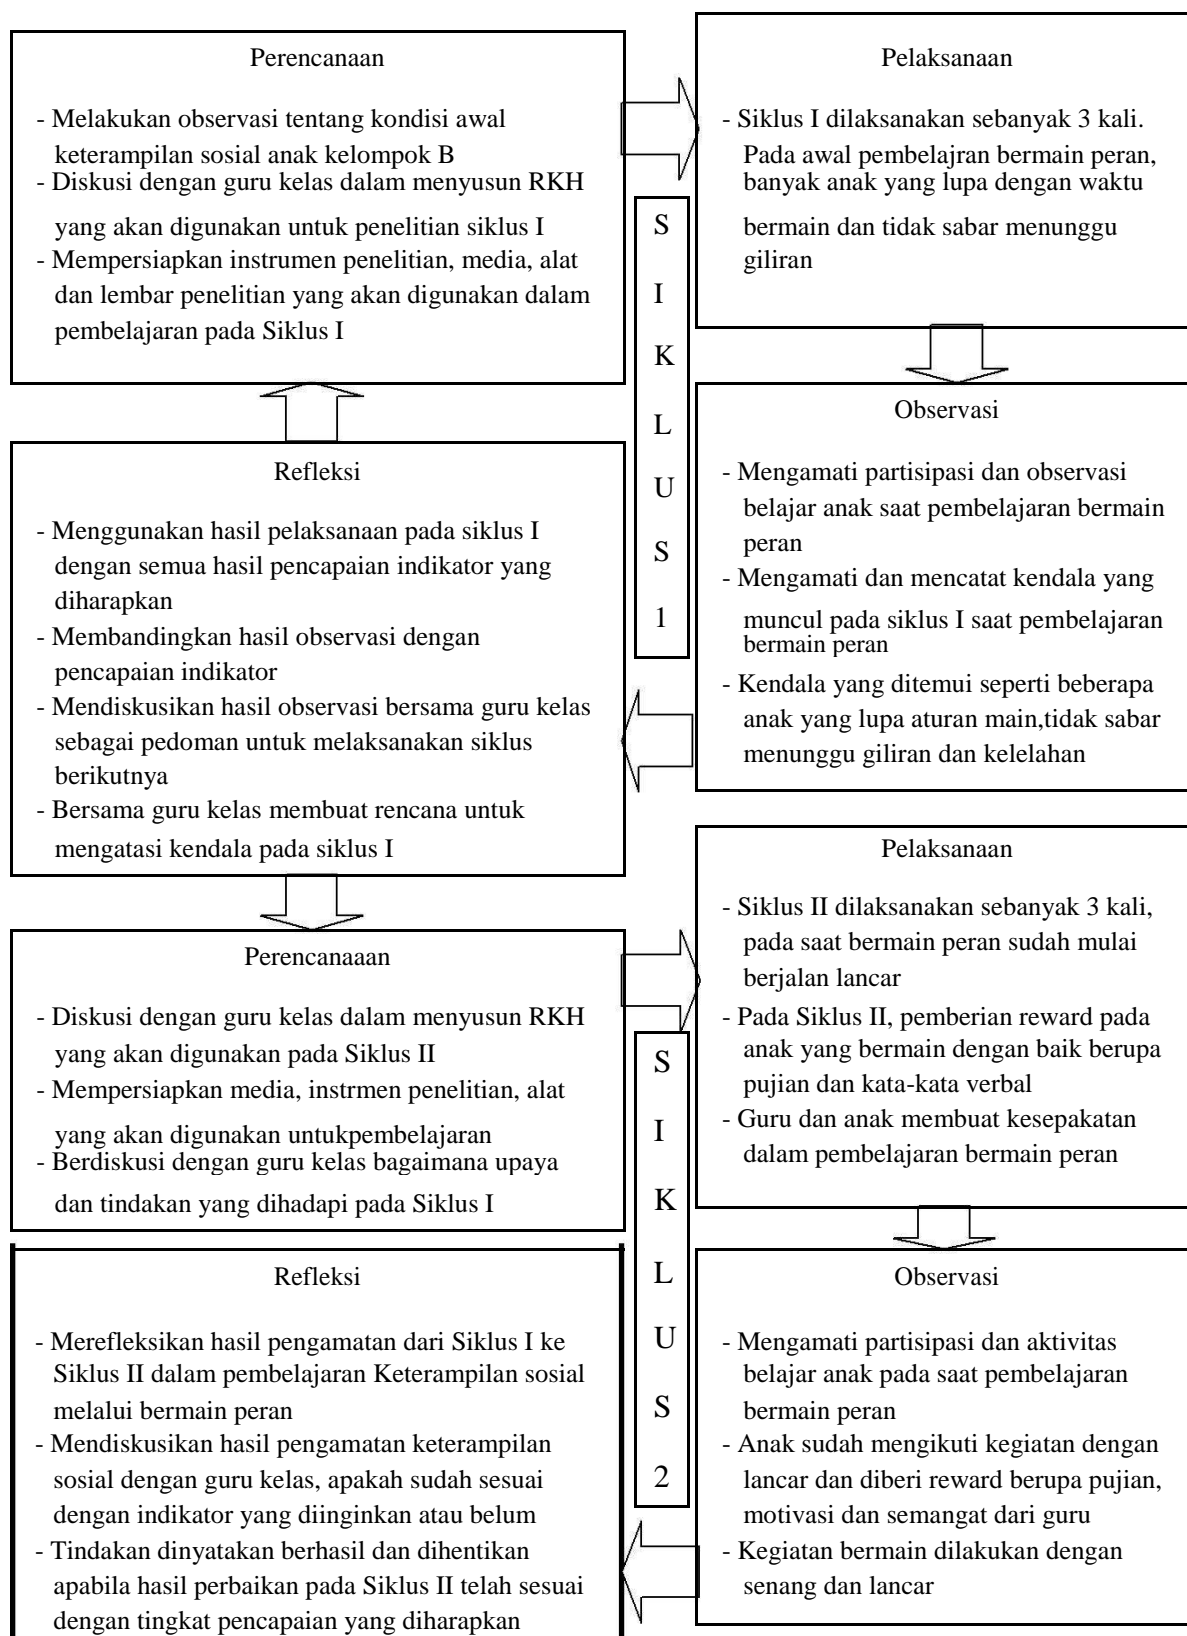 Perencanaan
- Melakukan observasi tentang kondisi awal
keterampilan sosial anak kelompok B
- Diskusi dengan guru kelas dalam menyusun RKH
yang akan digunakan untuk penelitian siklus I
- Mempersiapkan instrumen penelitian, media, alat
dan lembar penelitian yang akan digunakan dalam
pembelajaran pada Siklus I
Pelaksanaan
- Siklus I dilaksanakan sebanyak 3 kali.
Pada awal pembelajran bermain peran,
banyak anak yang lupa dengan waktu
bermain dan tidak sabar menunggu
giliran
S
I
K
L
U
S
1
Observasi
- Mengamati partisipasi dan observasi
belajar anak saat pembelajaran bermain
peran
- Mengamati dan mencatat kendala yang
muncul pada siklus I saat pembelajaran
bermain peran
- Kendala yang ditemui seperti beberapa
anak yang lupa aturan main,tidak sabar
menunggu giliran dan kelelahan
Refleksi
- Menggunakan hasil pelaksanaan pada siklus I
dengan semua hasil pencapaian indikator yang
diharapkan
- Membandingkan hasil observasi dengan
pencapaian indikator
- Mendiskusikan hasil observasi bersama guru kelas
sebagai pedoman untuk melaksanakan siklus
berikutnya
- Bersama guru kelas membuat rencana untuk
mengatasi kendala pada siklus I
Perencanaaan
- Diskusi dengan guru kelas dalam menyusun RKH
yang akan digunakan pada Siklus II
- Mempersiapkan media, instrmen penelitian, alat
yang akan digunakan untukpembelajaran
- Berdiskusi dengan guru kelas bagaimana upaya
dan tindakan yang dihadapi pada Siklus I
Pelaksanaan
- Siklus II dilaksanakan sebanyak 3 kali,
pada saat bermain peran sudah mulai
berjalan lancar
- Pada Siklus II, pemberian reward pada
anak yang bermain dengan baik berupa
pujian dan kata-kata verbal
- Guru dan anak membuat kesepakatan
dalam pembelajaran bermain peran
S
I
K
L
U
S
2
Observasi
- Mengamati partisipasi dan aktivitas
belajar anak pada saat pembelajaran
bermain peran
- Anak sudah mengikuti kegiatan dengan
lancar dan diberi reward berupa pujian,
motivasi dan semangat dari guru
- Kegiatan bermain dilakukan dengan
senang dan lancar
Refleksi
- Merefleksikan hasil pengamatan dari Siklus I ke
Siklus II dalam pembelajaran Keterampilan sosial
melalui bermain peran
- Mendiskusikan hasil pengamatan keterampilan
sosial dengan guru kelas, apakah sudah sesuai
dengan indikator yang diinginkan atau belum
- Tindakan dinyatakan berhasil dan dihentikan
apabila hasil perbaikan pada Siklus II telah sesuai
dengan tingkat pencapaian yang diharapkan